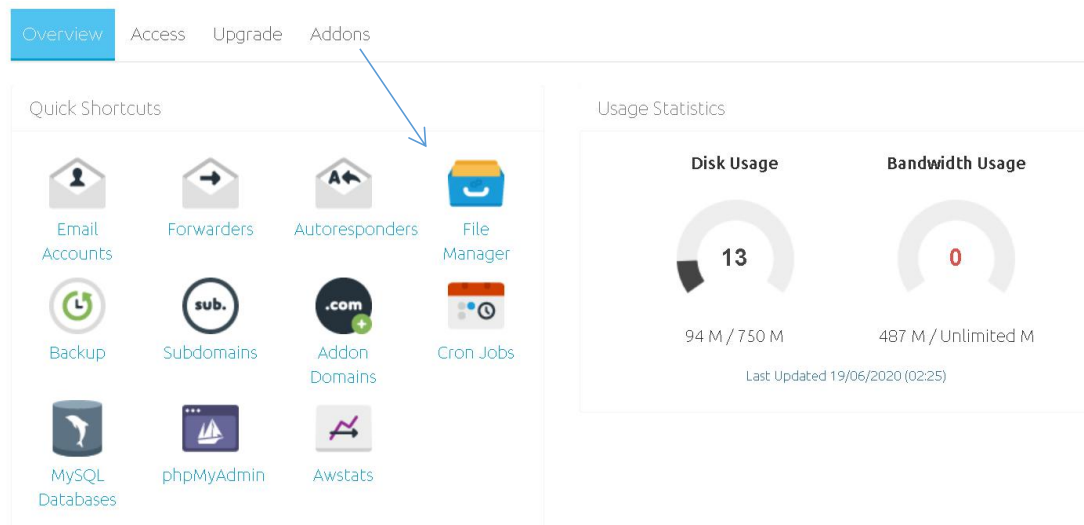 Overview Access Upgrade Addons
Quick Shortcuts
Usage Statistics
Disk Usage Bandwidth Usage
A
Email Accounts
Forwarders
Autoresponders
File Manager
13
0
sub.
.com
Backup
Subdomains
Addon Domains
Cron Jobs
94 M / 750 M
487 M / Unlimited M
Last Updated 19/06/2020 (02:25)
MySQL Databases
phpMyAdmin
Awstats